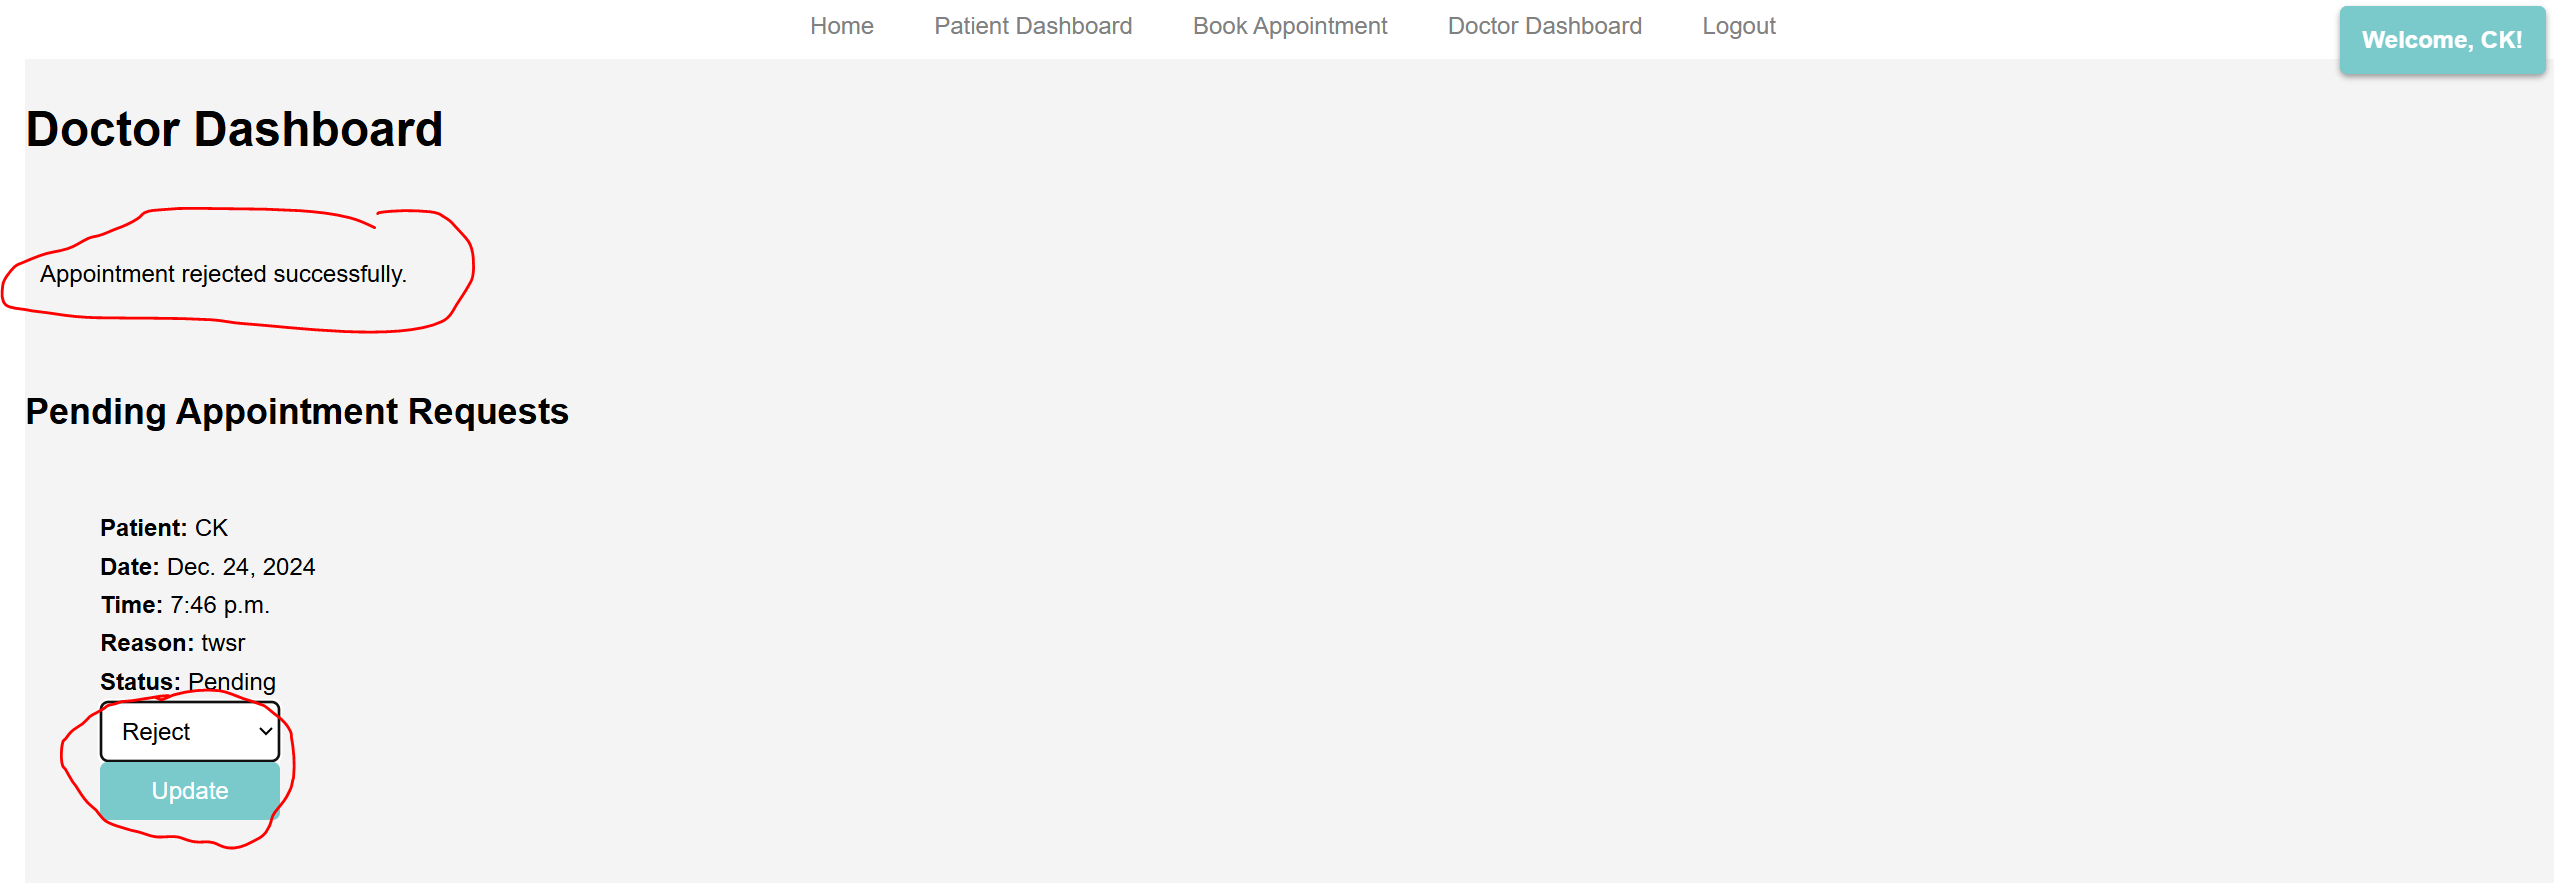 Home Patient Dashboard Book Appointment Doctor Dashboard Logout
Welcome, CK!
Doctor Dashboard
Appointment rejected successfully.
Pending Appointment Requests
Patient: CK
Date: Dec. 24, 2024
Time: 7:46 p.m.
Reason: twsr
Status: Pending
Reject
Update